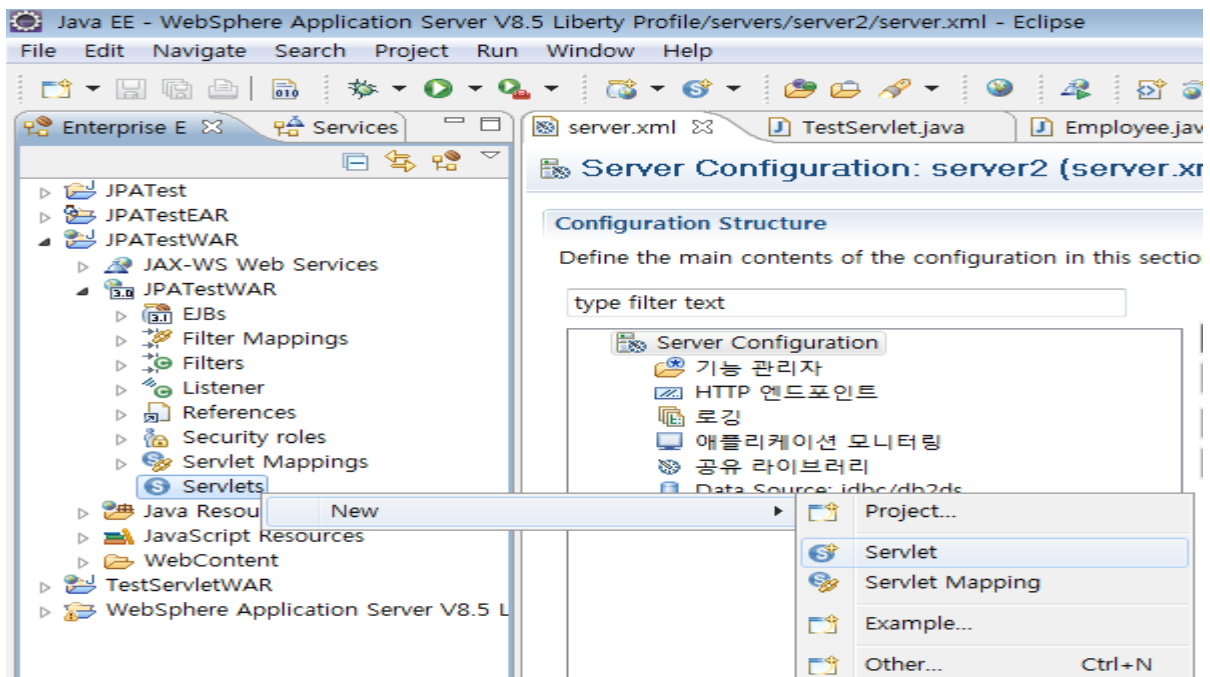 Java EE - WebSphere Application Server V8.5 Liberty Profile/servers/server2/server.xml - Eclipse
File Edit Navigate Search Project Run Window Help
Enterprise E Services
server.xml TestServlet.java Employee.jav
Server Configuration: server2 (server.x
Configuration Structure
Define the main contents of the configuration in this sectio
type filter text
Server Configuration
기능 관리자
HTTP 엔드포인트
로깅
애플리케이션 모니터링
공유 라이브러리
Data Source: jdbc/db2ds
JPATest
JPATestEAR
JPATestWAR
JAX-WS Web Services
3.0 JPATestWAR
3.1 EJBs
Filter Mappings
Filters
Listener
References
Security roles
Servlet Mappings
Servlets
Java Resou
JavaScript Resources
WebContent
TestServletWAR
WebSphere Application Server V8.5 L
New
Project...
Servlet
Servlet Mapping
Example...
Other... Ctrl+N